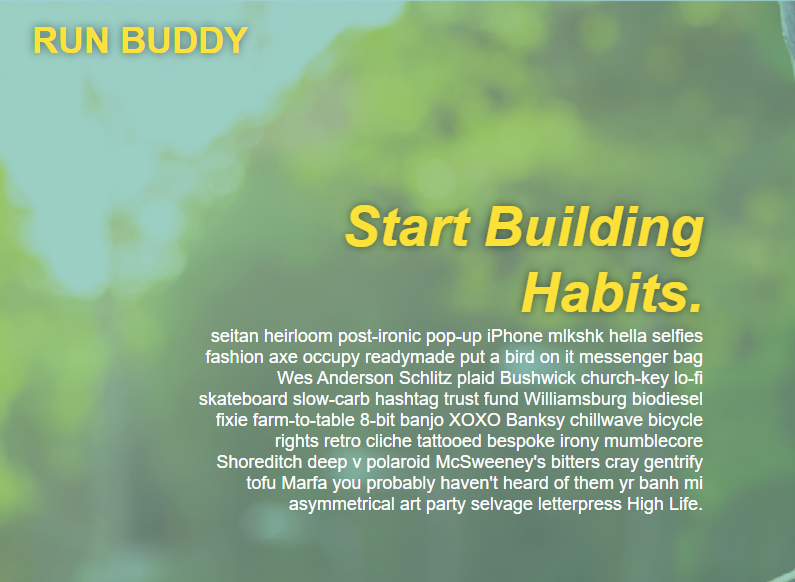 RUN BUDDY
Start Building
Habits.
seitan heirloom post-ironic pop-up iPhone mlkshk hella selfies
fashion axe occupy readymade put a bird on it messenger bag
Wes Anderson Schlitz plaid Bushwick church-key lo-fi
skateboard slow-carb hashtag trust fund Williamsburg biodiesel
fixie farm-to-table 8-bit banjo XOXO Banksy chillwave bicycle
rights retro cliche tattooed bespoke irony mumblecore
Shoreditch deep v polaroid McSweeney's bitters cray gentrify
tofu Marfa you probably haven't heard of them yr banh mi
asymmetrical art party selvage letterpress High Life.